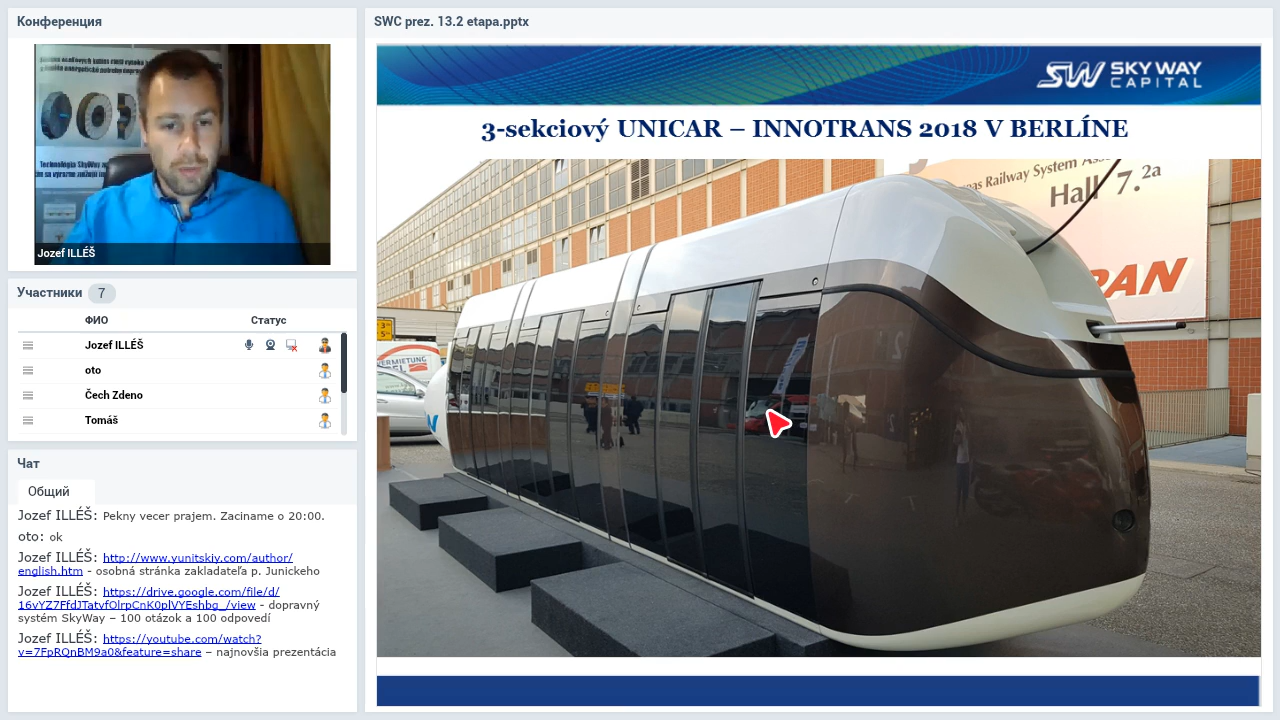 Конференция
Jozef ILLÉŠ
Участники 7
ФИО Статус
Jozef ILLÉŠ
oto
Čech Zdeno
Tomáš
Чат
Общий
Jozef ILLÉŠ: Pekny vecer prajem. Zaciname o 20:00.
oto: ok
Jozef ILLÉŠ: http://www.yunitskiy.com/author/
english.htm - osobná stránka zakladateľa p. Junickeho
Jozef ILLÉŠ: https://drive.google.com/file/d/
16vYZ7FfdJTatvfOlrpCnK0plVYEshbg_/view - dopravný
systém SkyWay – 100 otázok a 100 odpovedí
Jozef ILLÉŠ: https://youtube.com/watch?
v=7FpRQnBM9a0&feature=share – najnovšia prezentácia
SWC prez. 13.2 etapa.pptx
SW SKY WAY
CAPITAL
3-sekciový UNICAR – INNOTRANS 2018 V BERLÍNE
Railway System
Hall 7.2a
PAN
VERMIETUNG